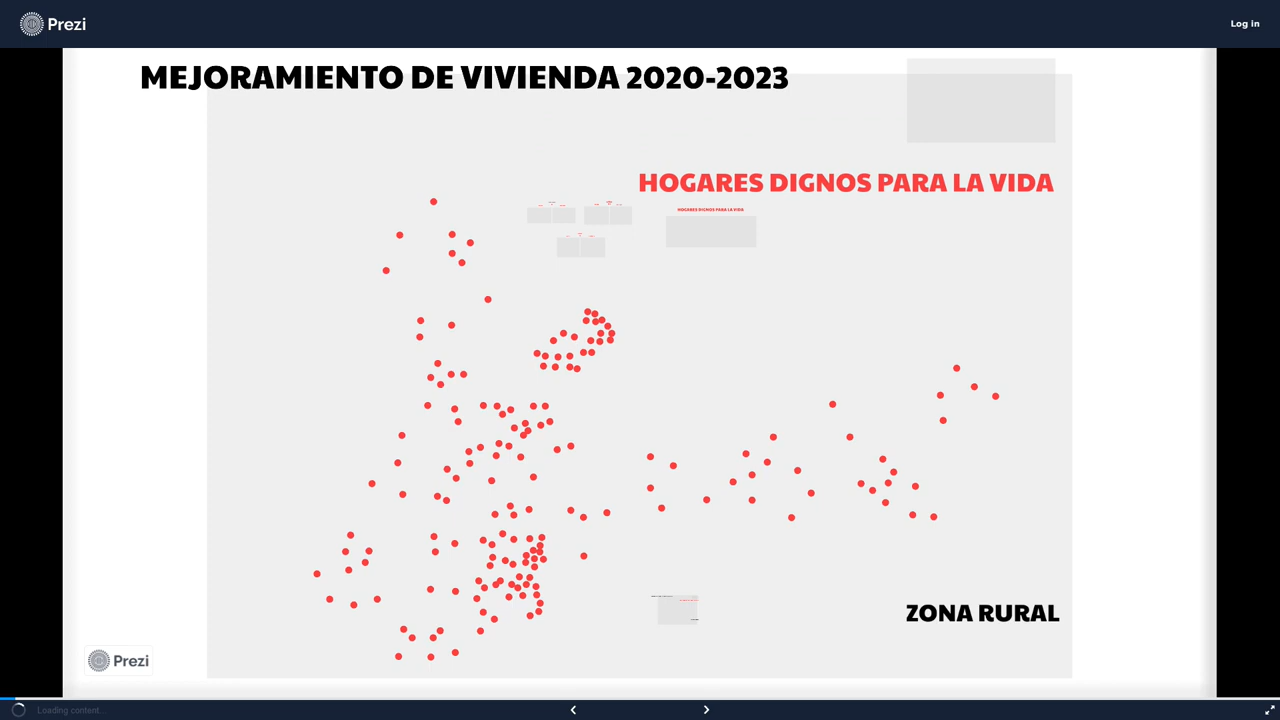 Prezi
Log in
MEJORAMIENTO DE VIVIENDA 2020-2023
HOGARES DIGNOS PARA LA VIDA
HOGARES DIGNOS PARA LA VIDA
ZONA RURAL
Prezi
Loading content...